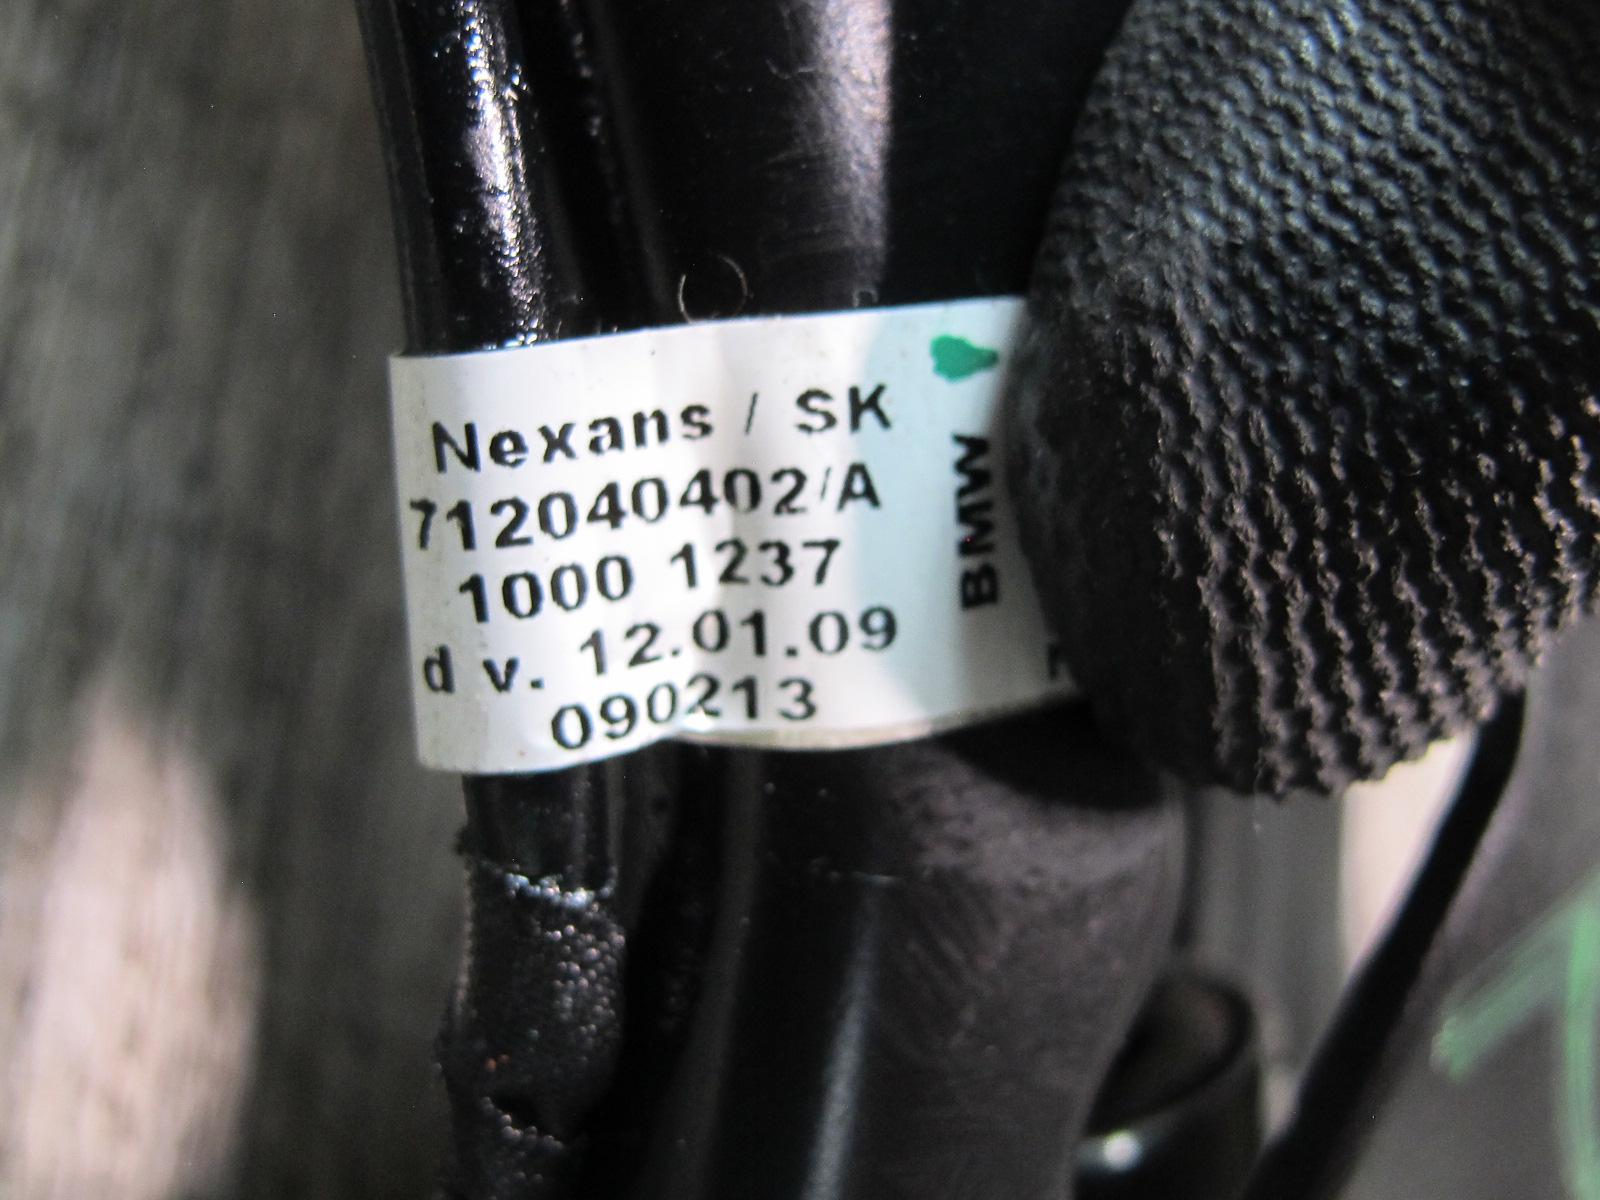 Nexans / SK
712040402/A
1000 1237
d v. 12.01.09
090213
BMW